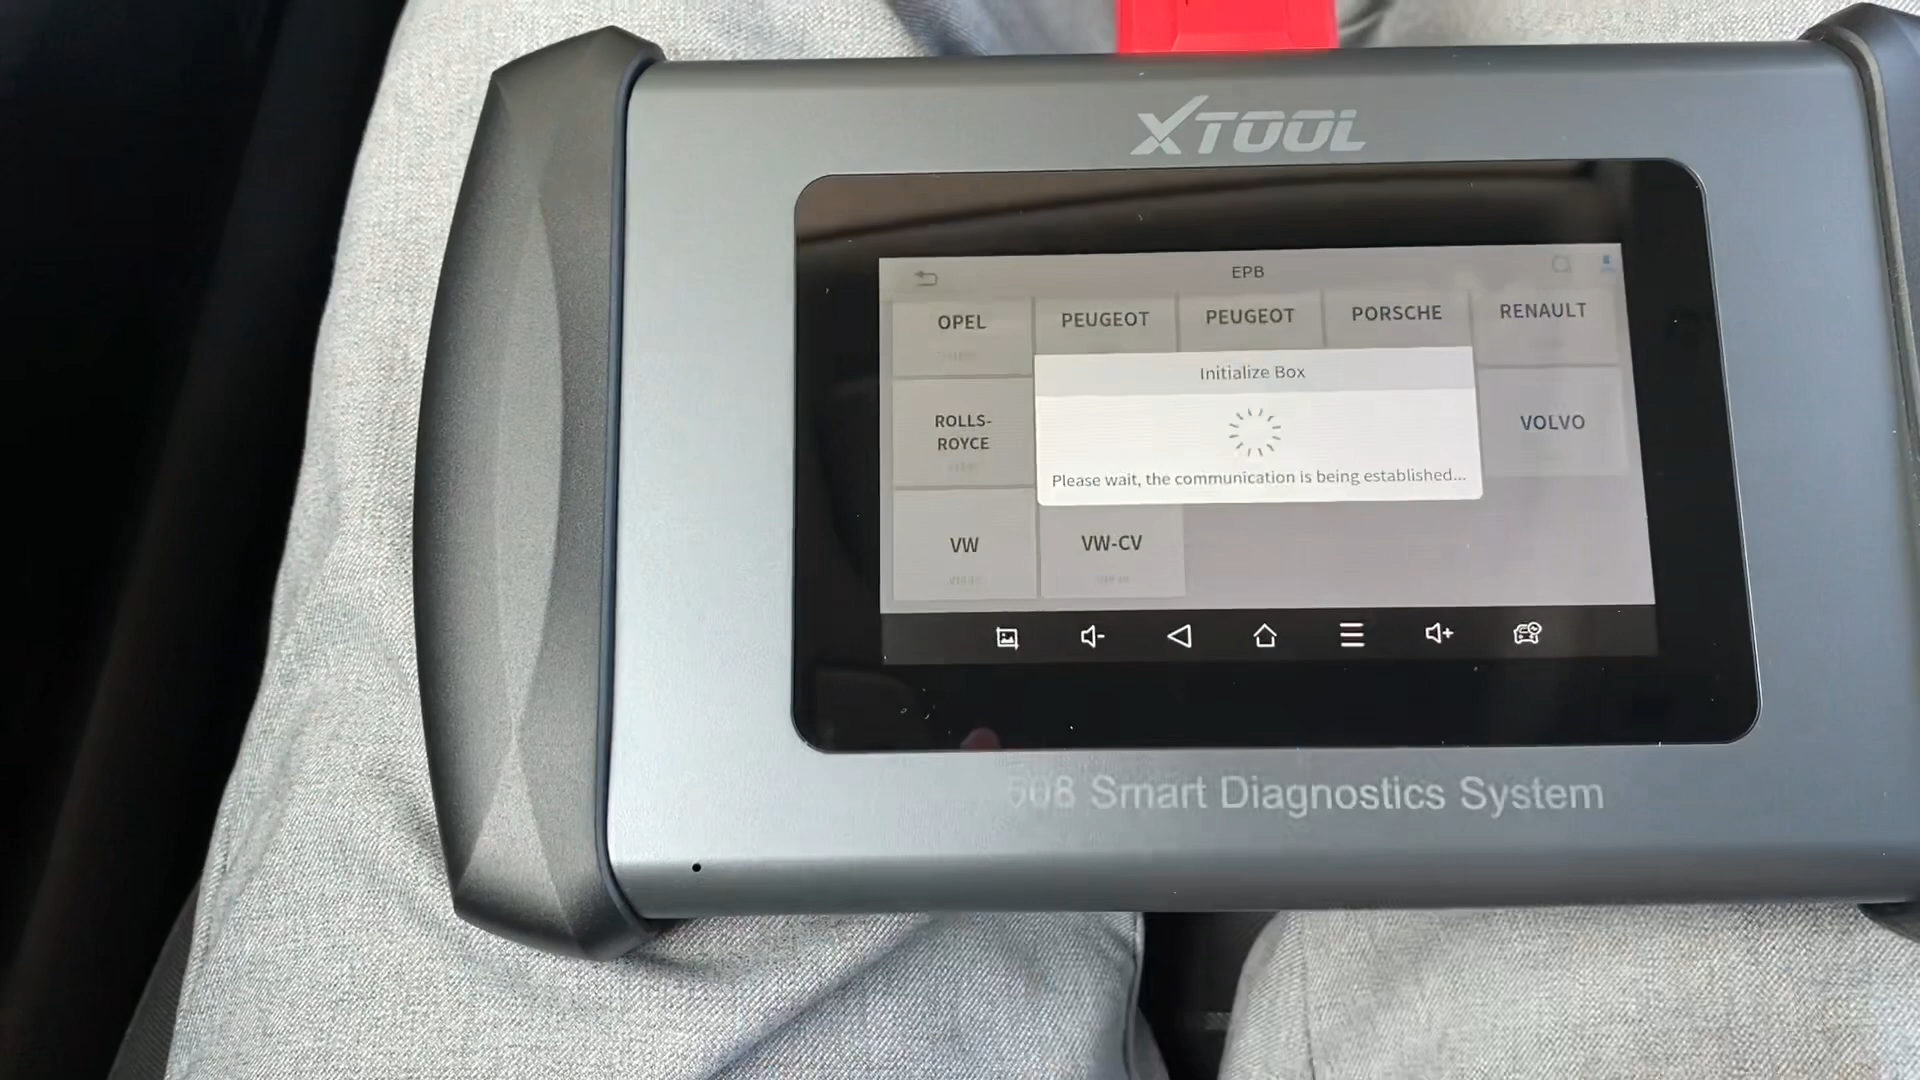 XTOOL
EPB
OPEL
PEUGEOT
PEUGEOT
PORSCHE
RENAULT
Initialize Box
ROLLS-
ROYCE
VOLVO
Please wait, the communication is being established...
VW
VW-CV
Smart Diagnostics System